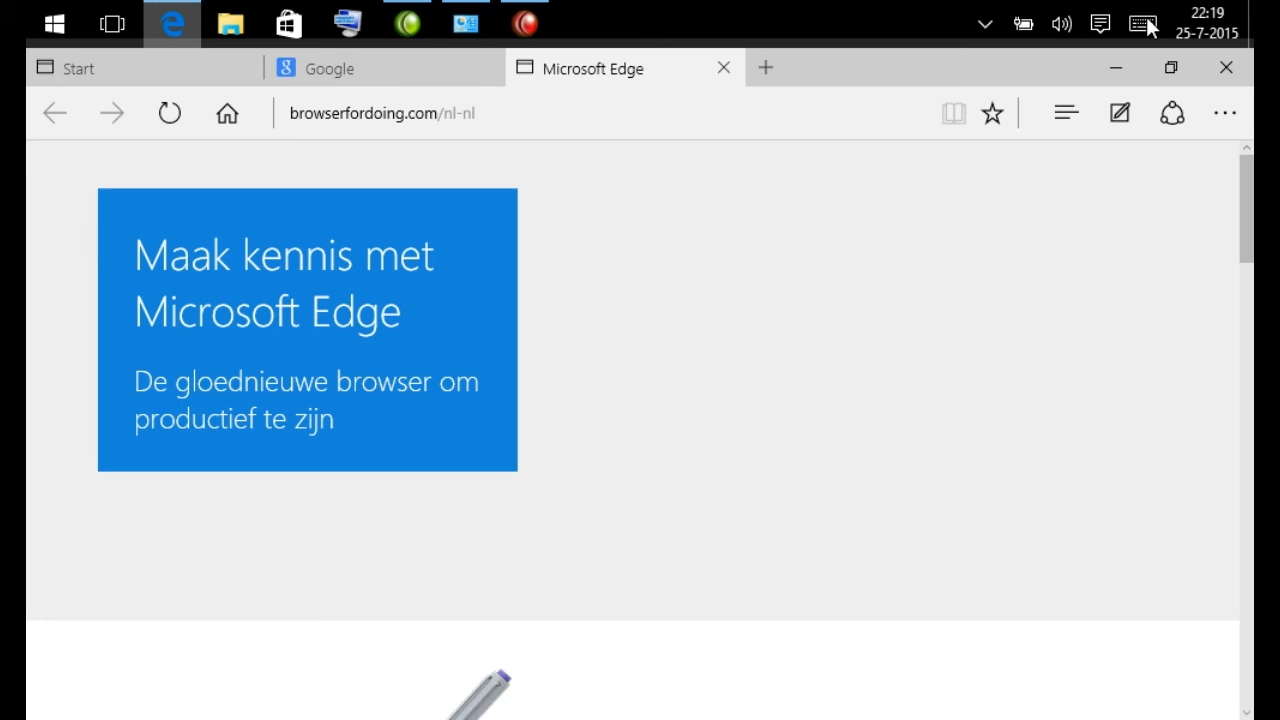 22:19
25-7-2015
Start
Google
Microsoft Edge
browserfordoing.com/nl-nl
Maak kennis met
Microsoft Edge
De gloednieuwe browser om
productief te zijn